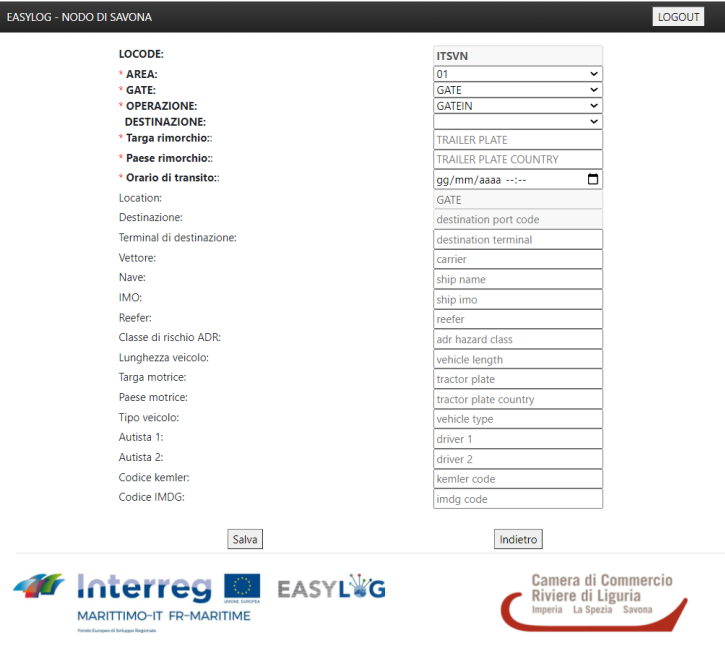 EASYLOG - NODO DI SAVONA LOGOUT
LOCODE: ITSVN
* AREA: 01
* GATE: GATE
* OPERAZIONE: GATEIN
DESTINAZIONE:
* Targa rimorchio:: TRAILER PLATE
* Paese rimorchio:: TRAILER PLATE COUNTRY
* Orario di transito:: gg/mm/aaaa --:--
Location: GATE
Destinazione: destination port code
Terminal di destinazione: destination terminal
Vettore: carrier
Nave: ship name
IMO: ship imo
Reefer: reefer
Classe di rischio ADR: adr hazard class
Lunghezza veicolo: vehicle length
Targa motrice: tractor plate
Paese motrice: tractor plate country
Tipo veicolo: vehicle type
Autista 1: driver 1
Autista 2: driver 2
Codice kemler: kemler code
Codice IMDG: imdg code
Salva Indietro
Interreg EASYLOG
UNIONE EUROPEA
MARITTIMO-IT FR-MARITIME
Fondo Europeo di Sviluppo Regionale
Camera di Commercio
Riviere di Liguria
Imperia La Spezia Savona